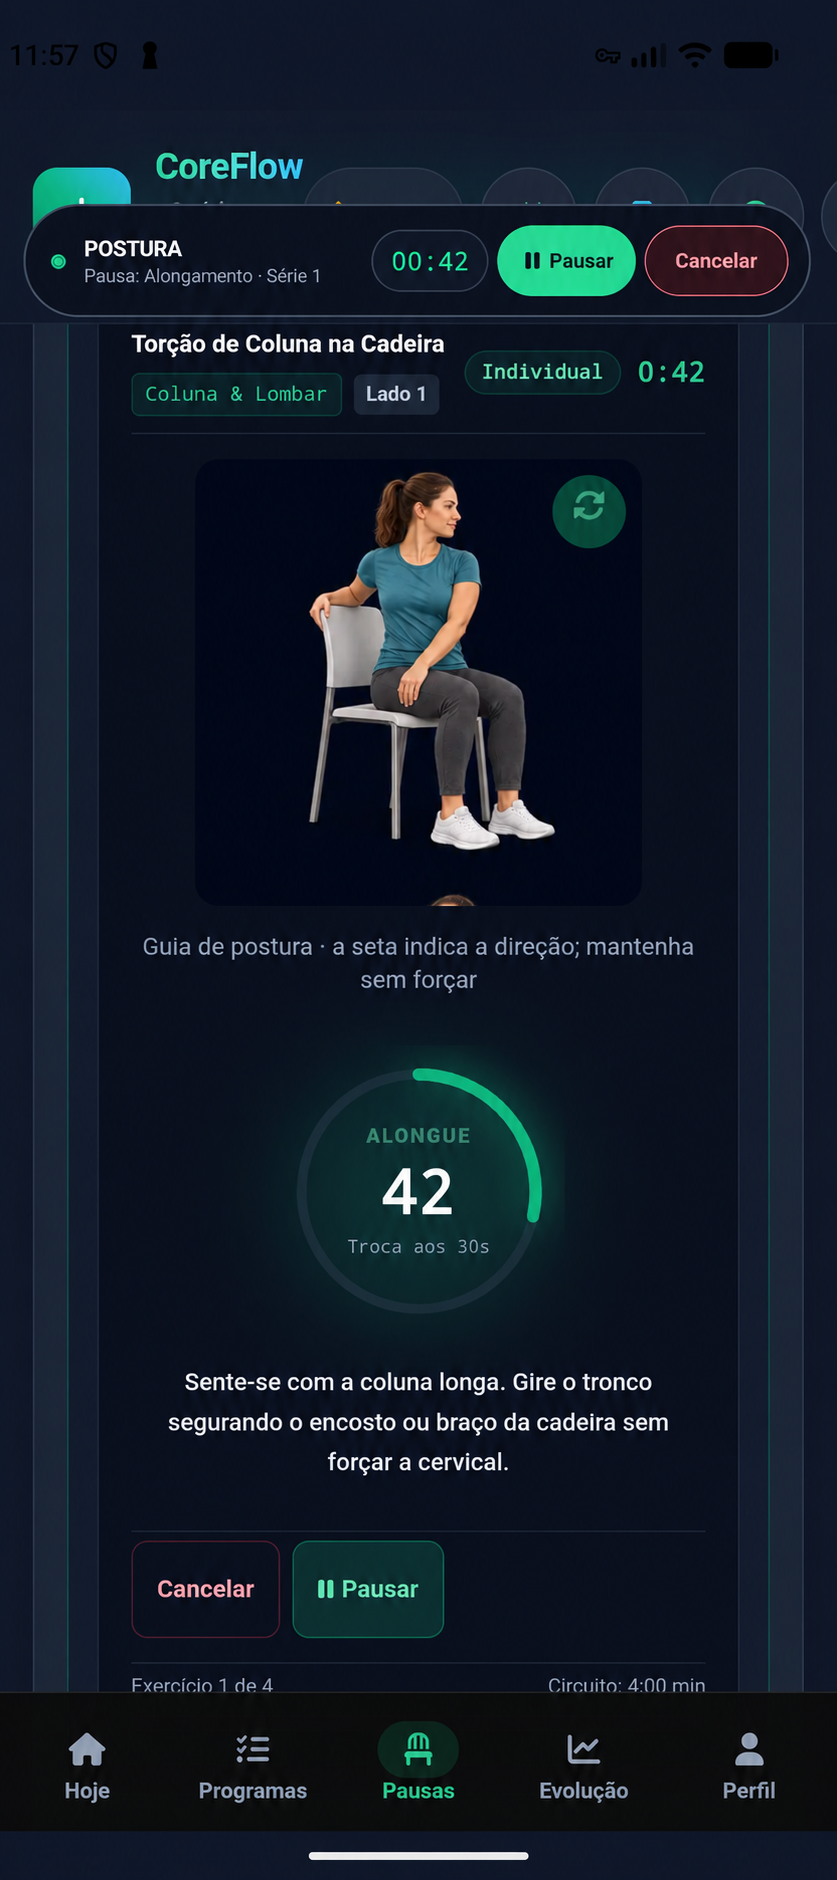 11:57
CoreFlow
POSTURA
Pausa: Alongamento · Série 1
00:42
Pausar
Cancelar
Torção de Coluna na Cadeira
Coluna & Lombar
Lado 1
Individual
0:42
Guia de postura · a seta indica a direção; mantenha
sem forçar
ALONGUE
42
Troca aos 30s
Sente-se com a coluna longa. Gire o tronco
segurando o encosto ou braço da cadeira sem
forçar a cervical.
Cancelar
Pausar
Exercício 1 de 4
Circuito: 4:00 min
Hoje
Programas
Pausas
Evolução
Perfil